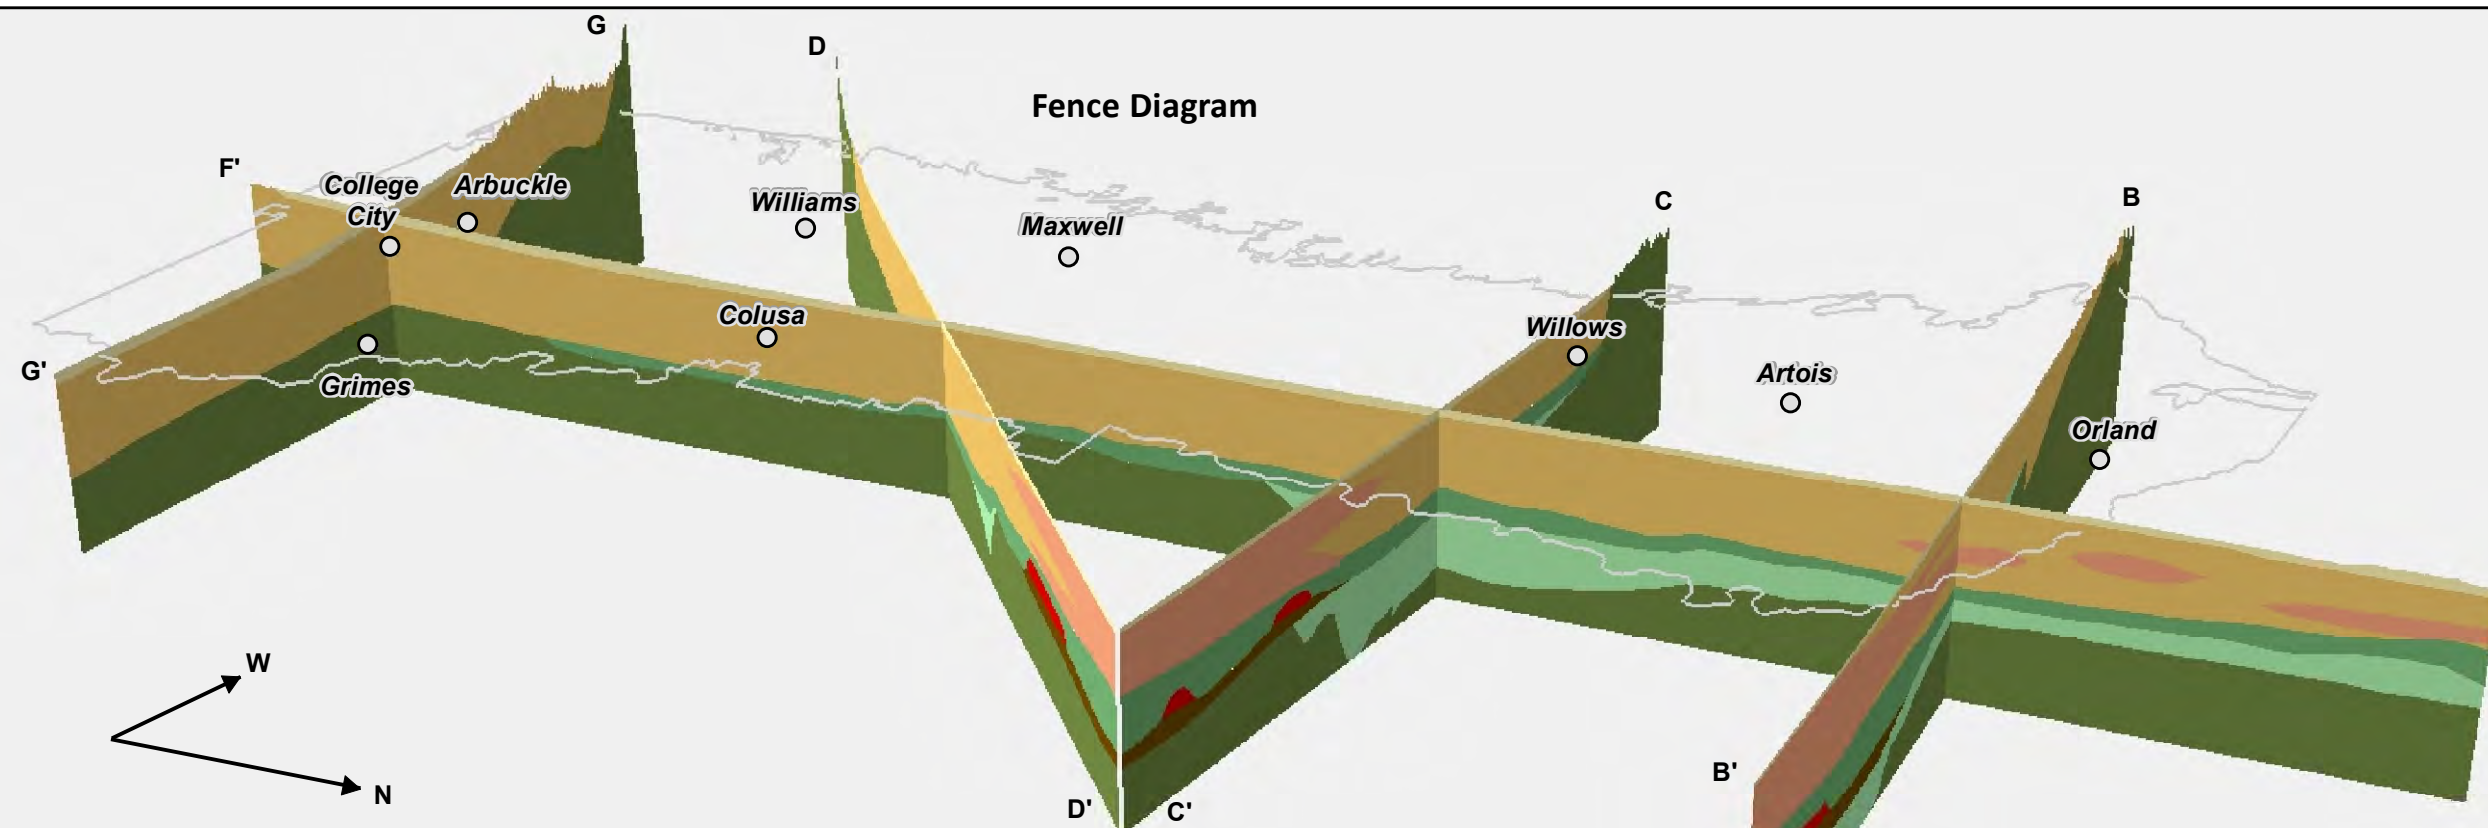 G
D
Fence Diagram
F'
College
City
Arbuckle
Williams
Maxwell
C
B
Colusa
Willows
G'
Grimes
Artois
Orland
W
N
B'
D'
C'